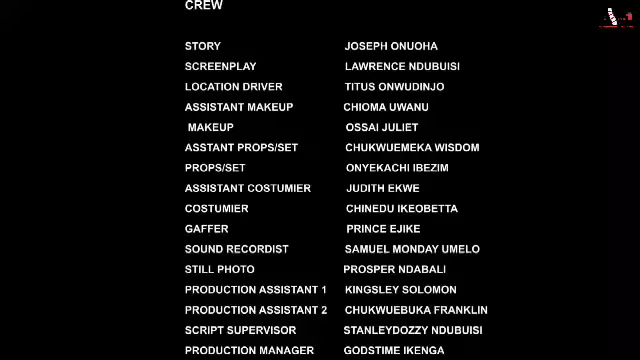 CREW
STORY JOSEPH ONUOHA
SCREENPLAY LAWRENCE NDUBUISI
LOCATION DRIVER TITUS ONWUDINJO
ASSISTANT MAKEUP CHIOMA UWANU
MAKEUP OSSAI JULIET
ASSTANT PROPS/SET CHUKWUEMEKA WISDOM
PROPS/SET ONYEKACHI IBEZIM
ASSISTANT COSTUMIER JUDITH EKWE
COSTUMIER CHINEDU IKEOBETTA
GAFFER PRINCE EJIKE
SOUND RECORDIST SAMUEL MONDAY UMELO
STILL PHOTO PROSPER NDABALI
PRODUCTION ASSISTANT 1 KINGSLEY SOLOMON
PRODUCTION ASSISTANT 2 CHUKWUEBUKA FRANKLIN
SCRIPT SUPERVISOR STANLEYDOZZY NDUBUISI
PRODUCTION MANAGER GODSTIME IKENGA